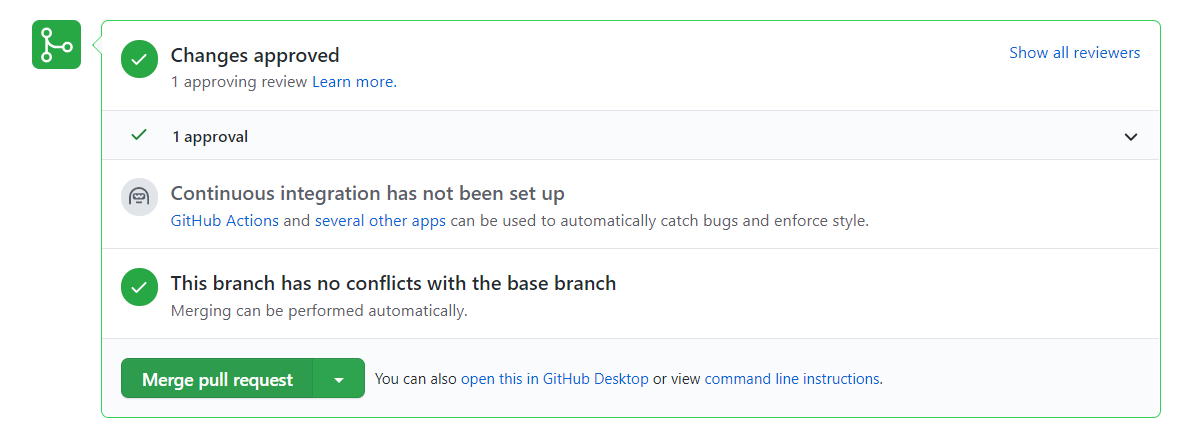 Changes approved
Show all reviewers
1 approving review Learn more.
1 approval
Continuous integration has not been set up
GitHub Actions and several other apps can be used to automatically catch bugs and enforce style.
This branch has no conflicts with the base branch
Merging can be performed automatically.
Merge pull request
You can also open this in GitHub Desktop or view command line instructions.